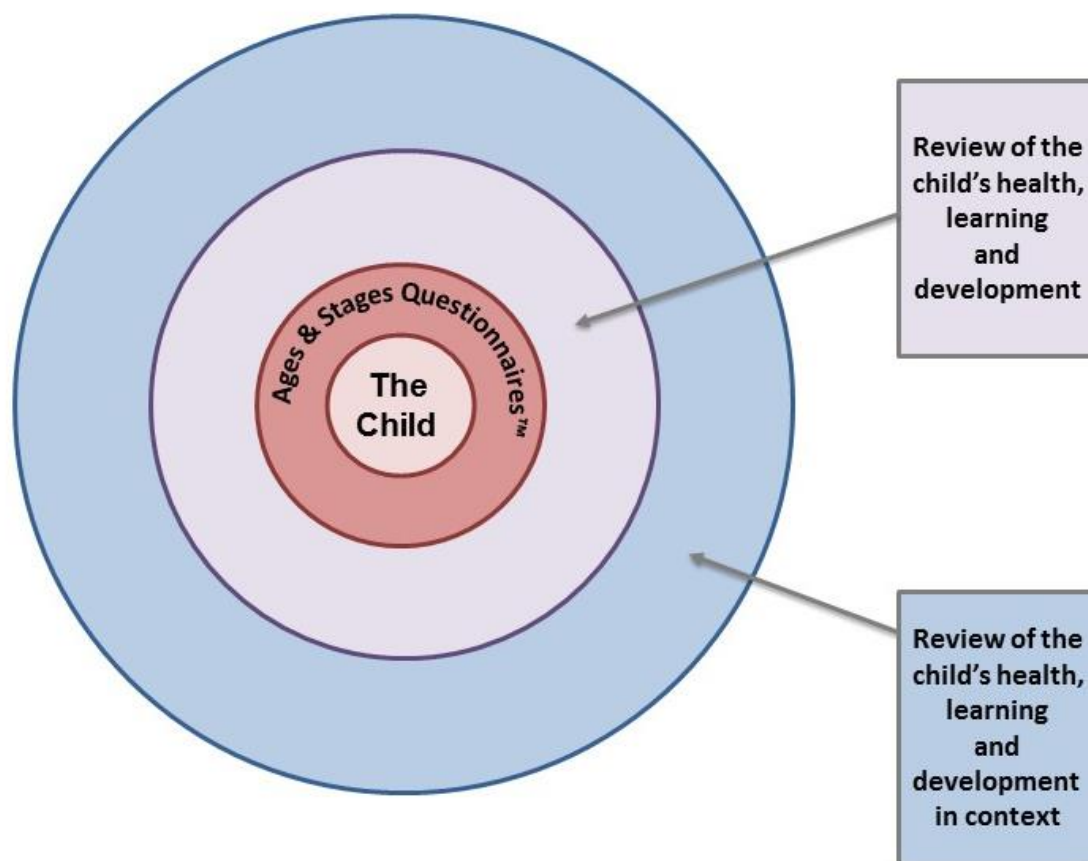 Ages & Stages Questionnaires™
The
Child
Review of the
child’s health,
learning
and
development
Review of the
child’s health,
learning
and
development
in context